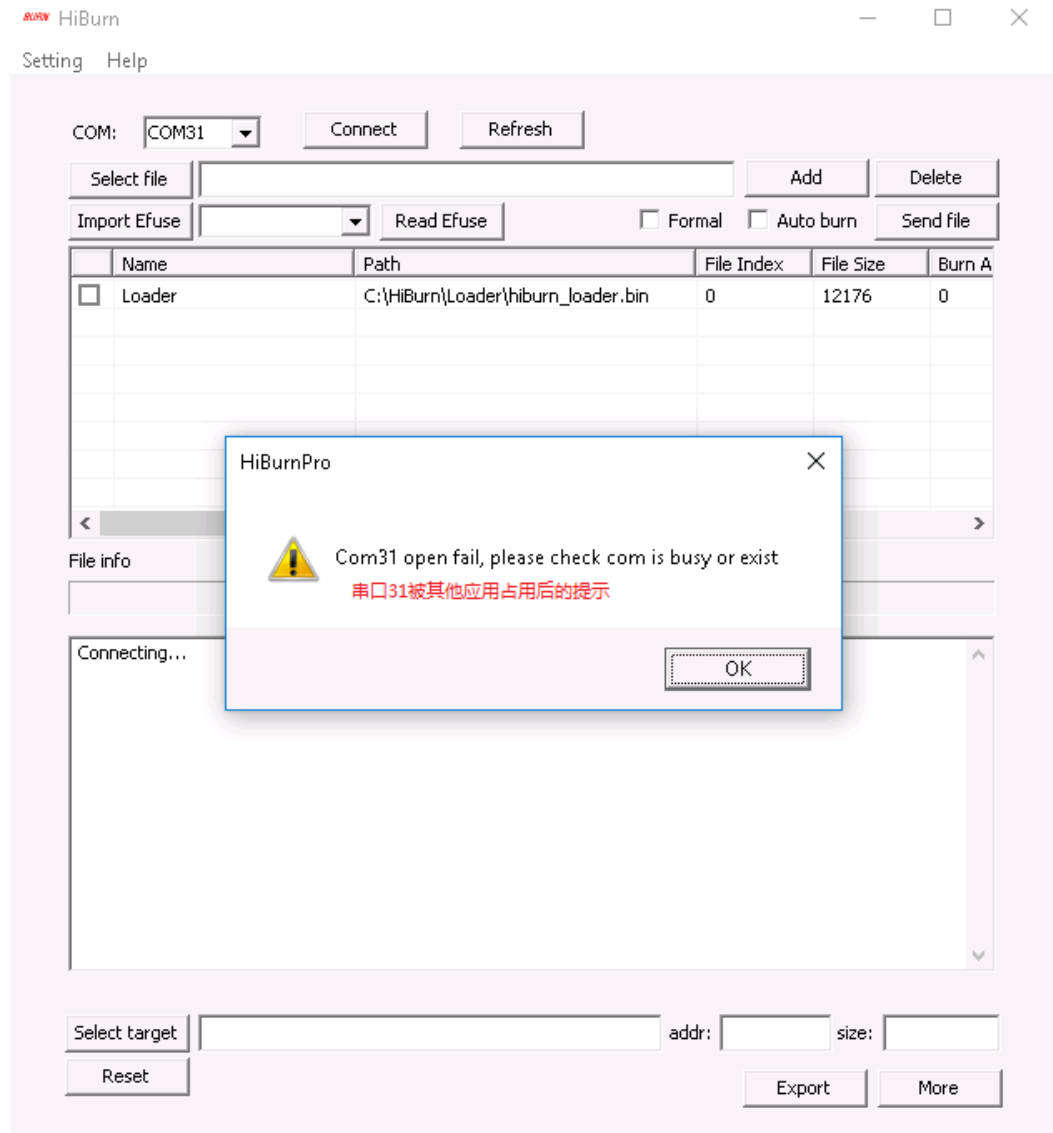 BURN HiBurn
Setting Help
COM: COM31 Connect Refresh
Select file Add Delete
Import Efuse Read Efuse Formal Auto burn Send file
Name Path File Index File Size Burn A
Loader C:\HiBurn\Loader\hiburn_loader.bin 0 12176 0
HiBurnPro
Com31 open fail, please check com is busy or exist
串口31被其他应用占用后的提示
OK
File info
Connecting...
Select target addr: size:
Reset
Export More